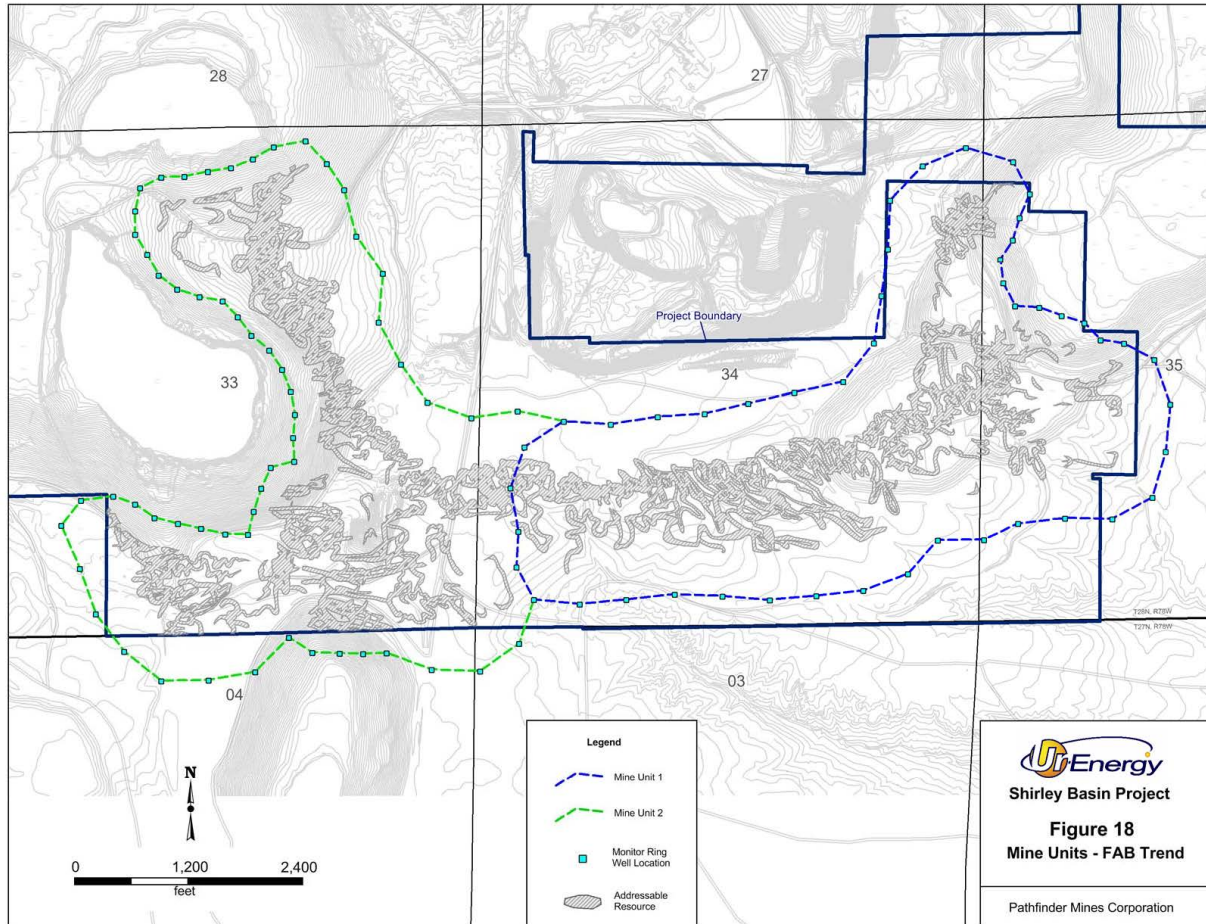 28
27
Project Boundary
33
34
35
T28N, R78W
T27N, R78W
04
03
N
0 1,200 2,400
feet
Legend
Mine Unit 1
Mine Unit 2
Monitor Ring
Well Location
Addressable
Resource
Ur-Energy
Shirley Basin Project
Figure 18
Mine Units - FAB Trend
Pathfinder Mines Corporation